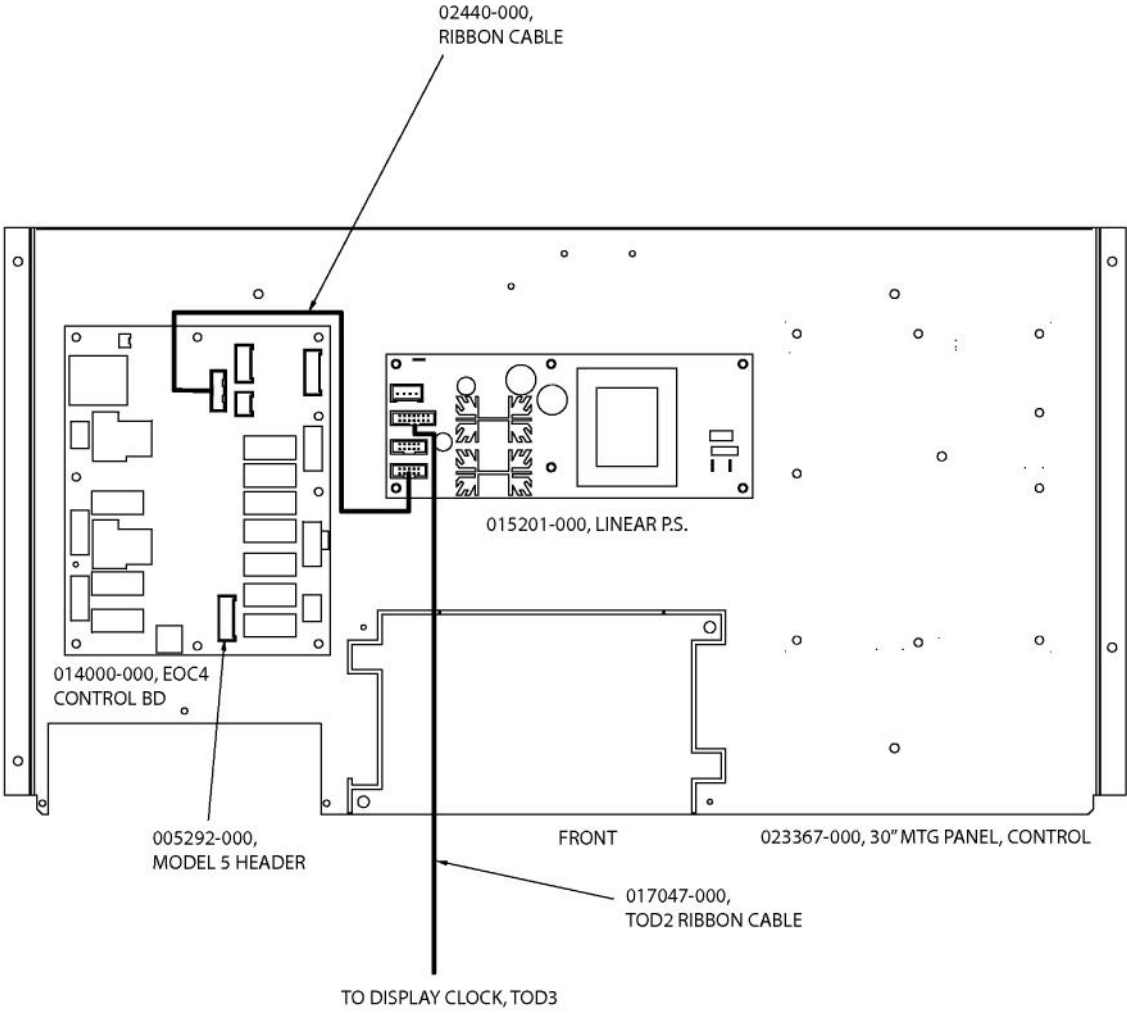 02440-000,
RIBBON CABLE
015201-000, LINEAR P.S.
014000-000, EOC4
CONTROL BD
005292-000,
MODEL 5 HEADER
FRONT
023367-000, 30" MTG PANEL, CONTROL
017047-000,
TOD2 RIBBON CABLE
TO DISPLAY CLOCK, TOD3